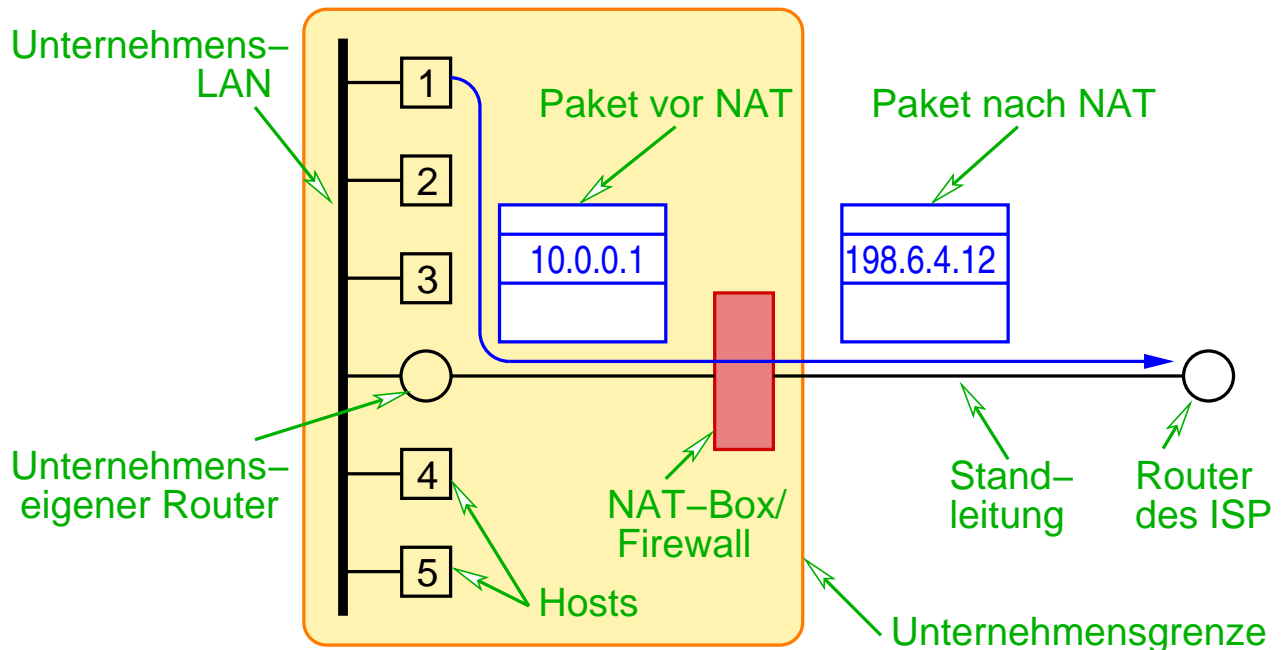 Unternehmens–
LAN
1
Paket vor NAT
Paket nach NAT
2
10.0.0.1
198.6.4.12
3
Unternehmens–
eigener Router
4
NAT–Box/
Firewall
Stand–
leitung
Router
des ISP
5
Hosts
Unternehmensgrenze